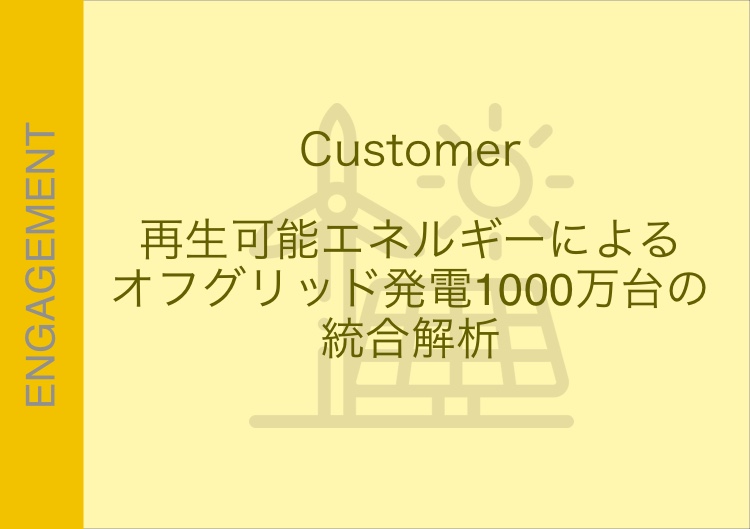 ENGAGEMENT
Customer
再生可能エネルギーによる
オフグリッド発電1000万台の
統合解析